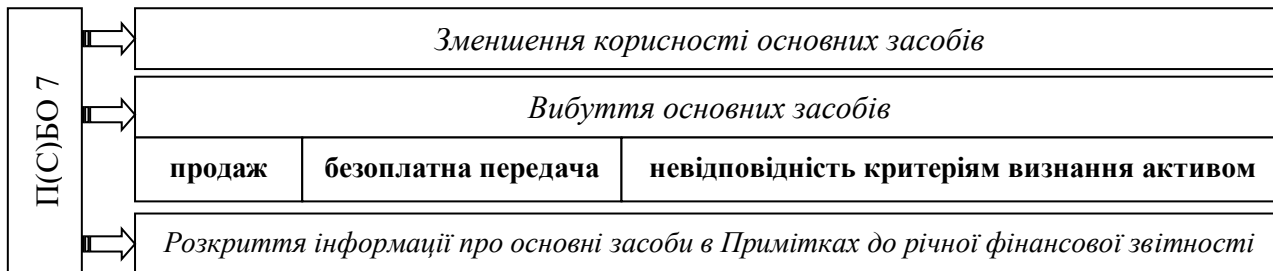 П(С)БО 7
Зменшення корисності основних засобів
Вибуття основних засобів
продаж
безоплатна передача
невідповідність критеріям визнання активом
Розкриття інформації про основні засоби в Примітках до річної фінансової звітності